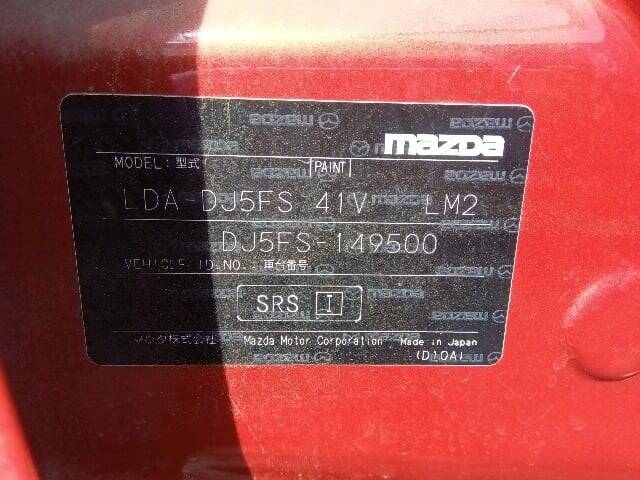 mazda
MODEL:型式 PAINT
LDA-DJ5FS 41V LM2
DJ5FS-149500
VEHICLE I.D.NO.:車台番号
SRS I
マツダ株式会社 Mazda Motor Corporation Made in Japan
(D10A)